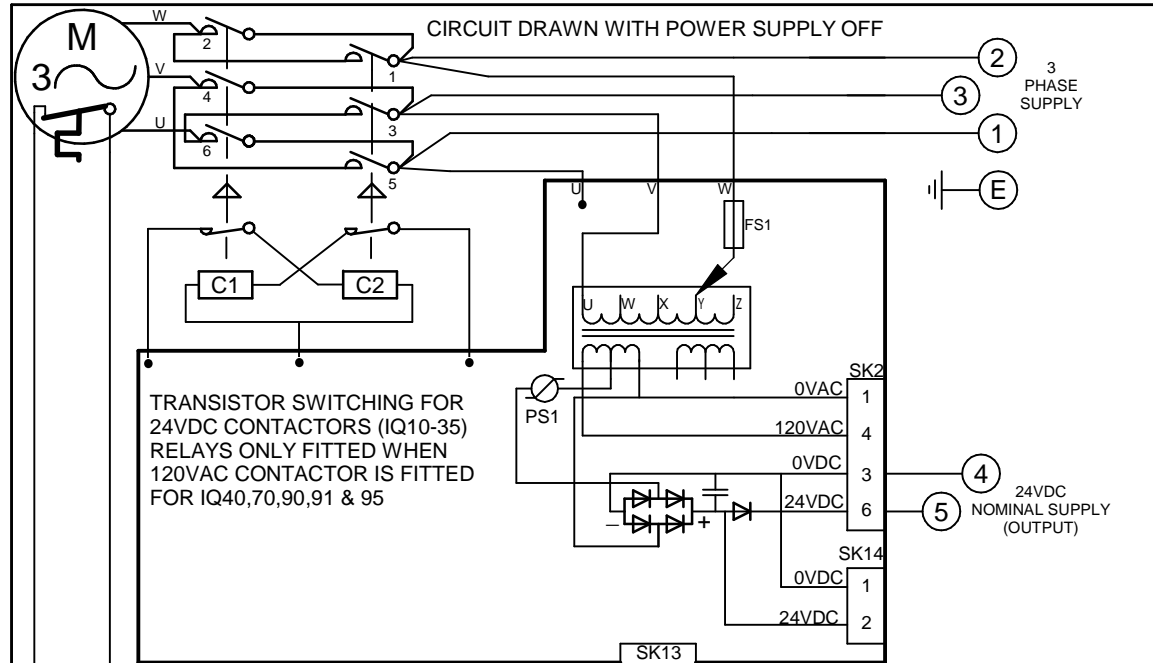 CIRCUIT DRAWN WITH POWER SUPPLY OFF
W
M
3
V
U
2
4
6
1
3
5
2
3
1
E
3
PHASE
SUPPLY
U
V
W
FS1
C1
C2
U W X Y Z
PS1
TRANSISTOR SWITCHING FOR
24VDC CONTACTORS (IQ10-35)
RELAYS ONLY FITTED WHEN
120VAC CONTACTOR IS FITTED
FOR IQ40,70,90,91 & 95
SK2
0VAC 1
120VAC 4
0VDC 3
24VDC 6
4
5
24VDC
NOMINAL SUPPLY
(OUTPUT)
− +
SK14
0VDC 1
24VDC 2
SK13